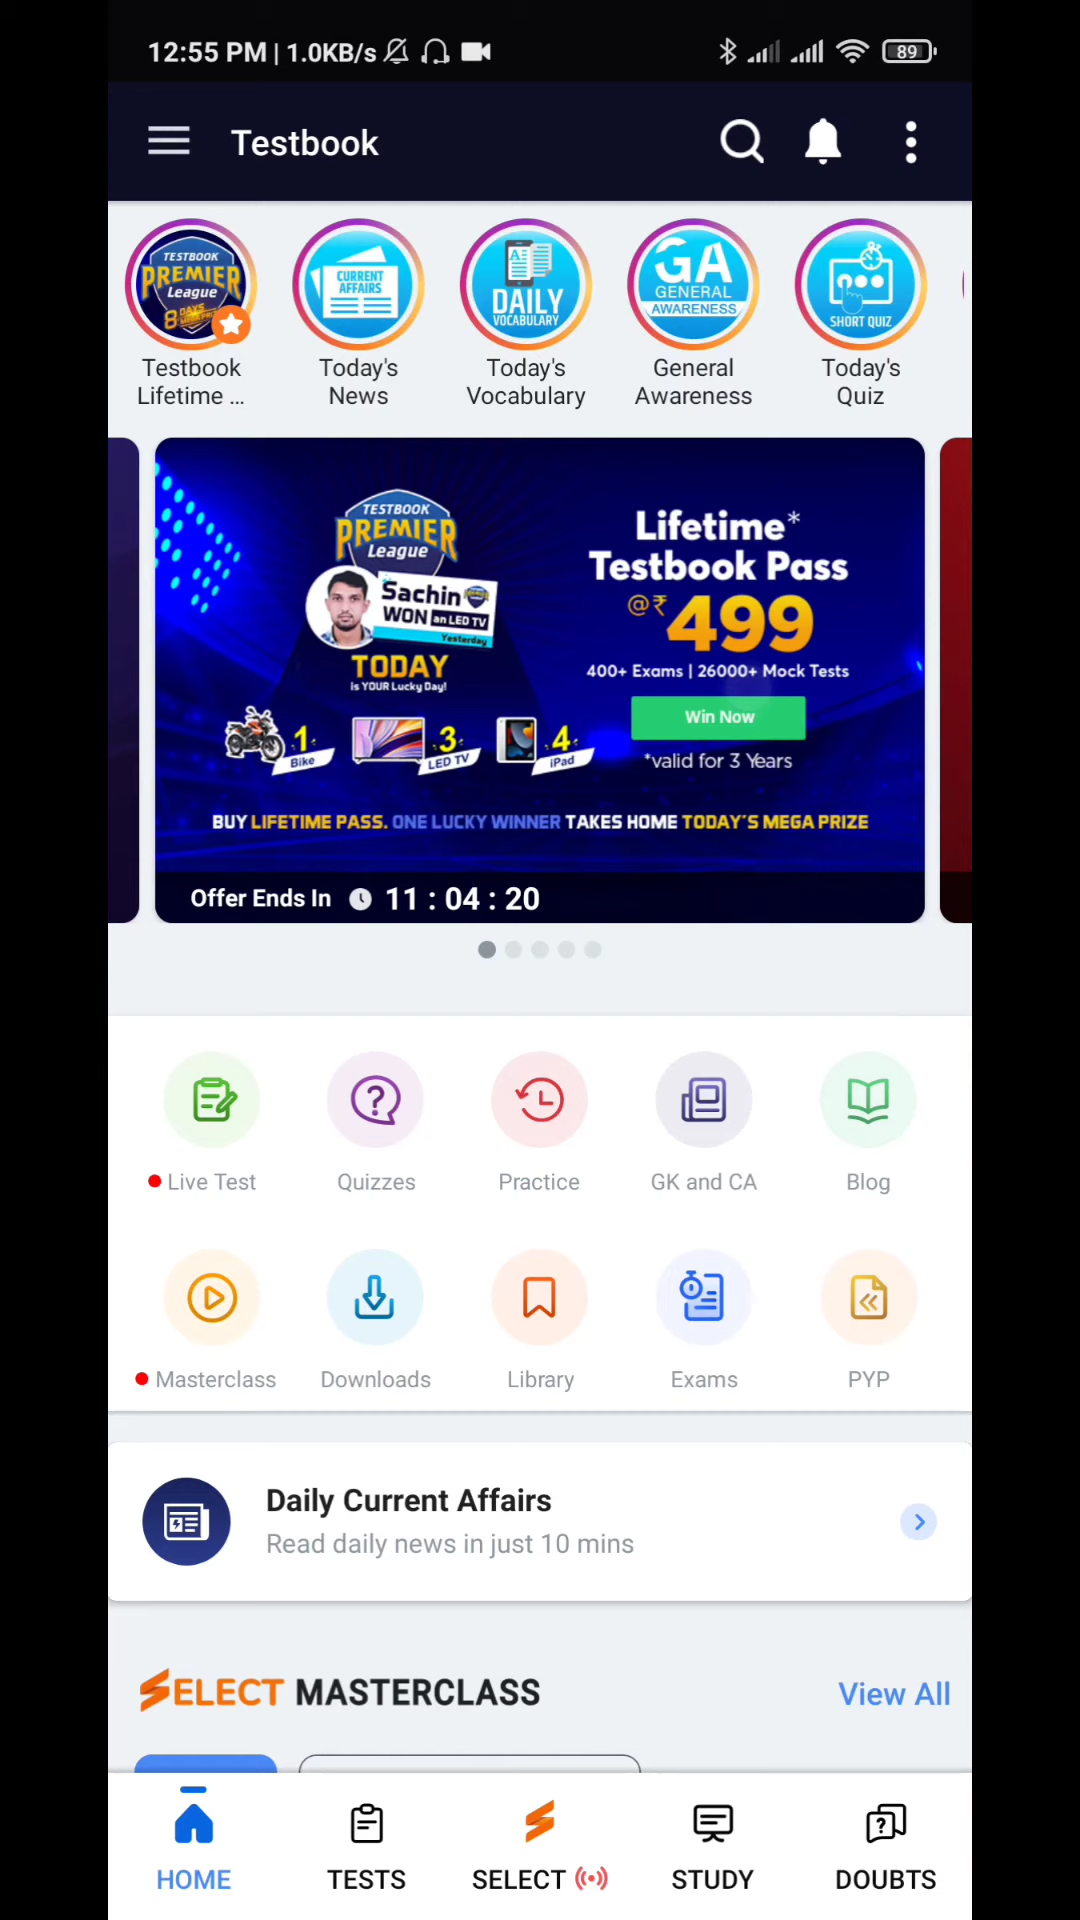 12:55 PM | 1.0KB/s
89
Testbook
TESTBOOK
PREMIER
League
8 DAYS
CURRENT
AFFAIRS
DAILY
VOCABULARY
GA
GENERAL
AWARENESS
SHORT QUIZ
Testbook
Lifetime ...
Today's
News
Today's
Vocabulary
General
Awareness
Today's
Quiz
TESTBOOK
PREMIER
League
Sachin
WON an LED TV
Yesterday
TODAY
Is YOUR Lucky Day!
1
Bike
3
LED TV
4
iPad
Lifetime*
Testbook Pass
@₹499
400+ Exams | 26000+ Mock Tests
Win Now
*valid for 3 Years
BUY LIFETIME PASS. ONE LUCKY WINNER TAKES HOME TODAY'S MEGA PRIZE
Offer Ends In 11 : 04 : 20
Live Test
Quizzes
Practice
GK and CA
Blog
Masterclass
Downloads
Library
Exams
PYP
Daily Current Affairs
Read daily news in just 10 mins
SELECT MASTERCLASS
View All
HOME
TESTS
SELECT
STUDY
DOUBTS